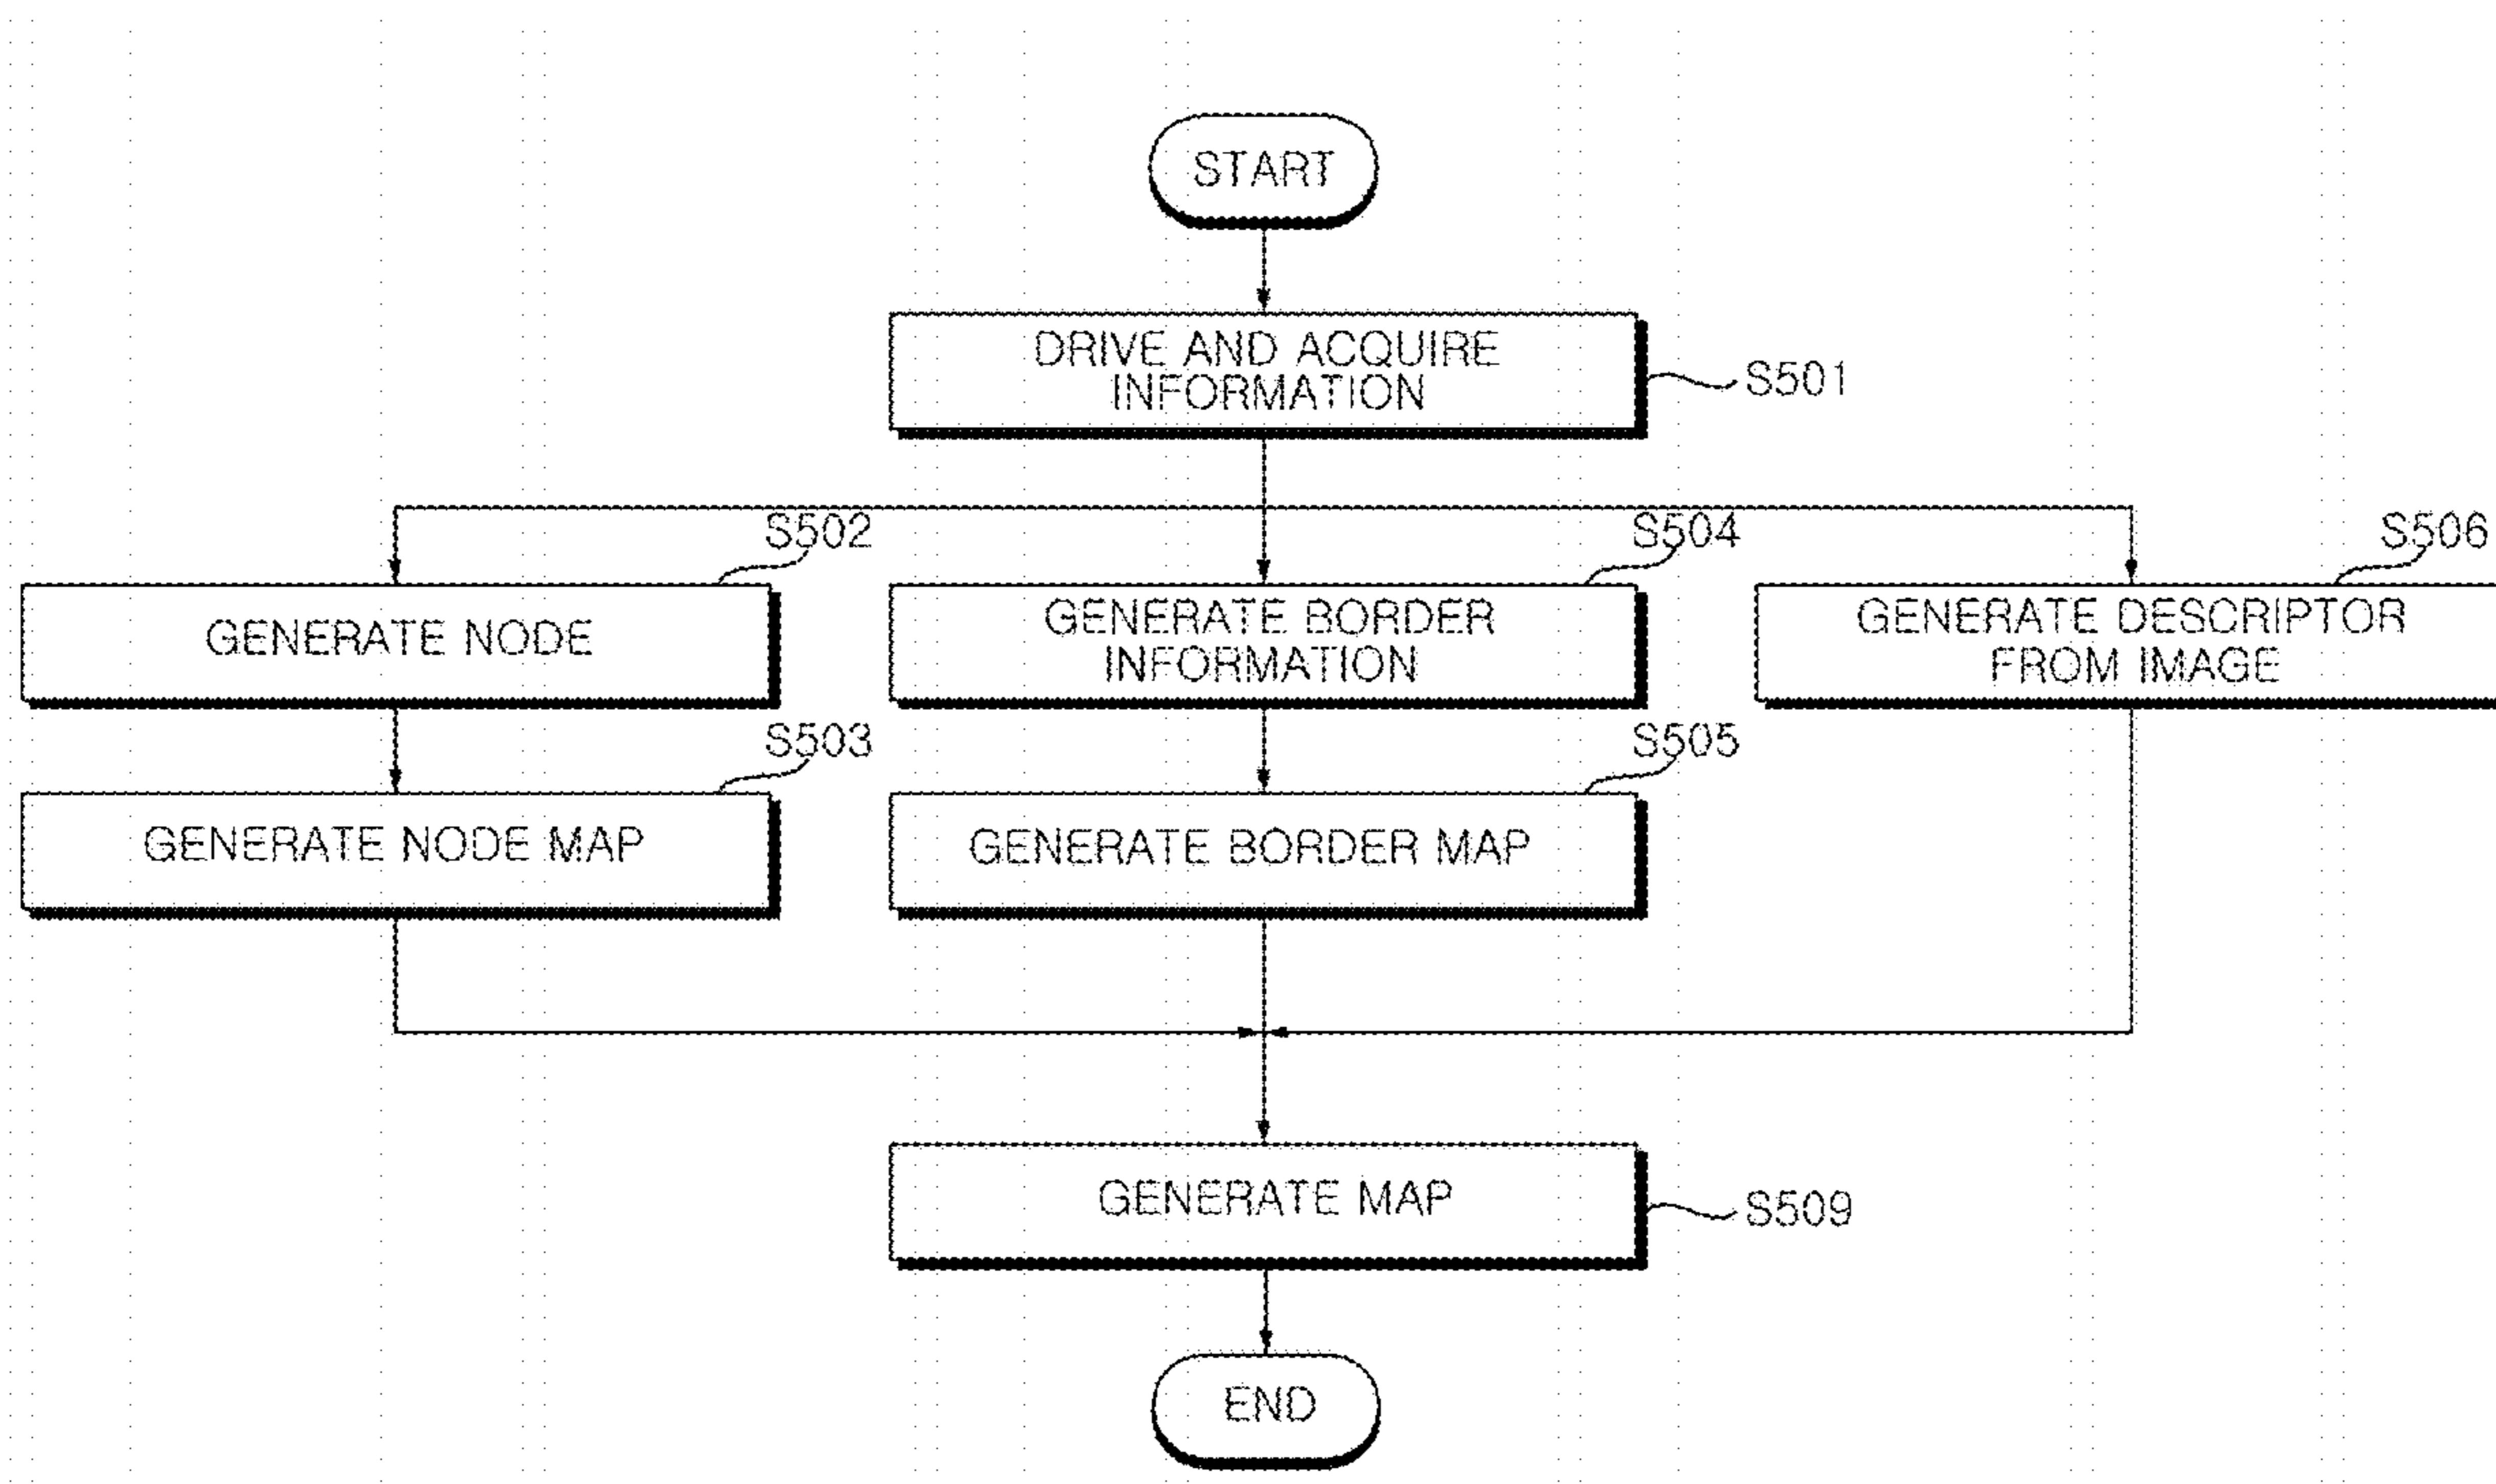 START
DRIVE AND ACQUIRE
INFORMATION
S501
S502
S504
S506
GENERATE NODE
GENERATE BORDER
INFORMATION
GENERATE DESCRIPTOR
FROM IMAGE
S503
S505
GENERATE NODE MAP
GENERATE BORDER MAP
GENERATE MAP
S509
END